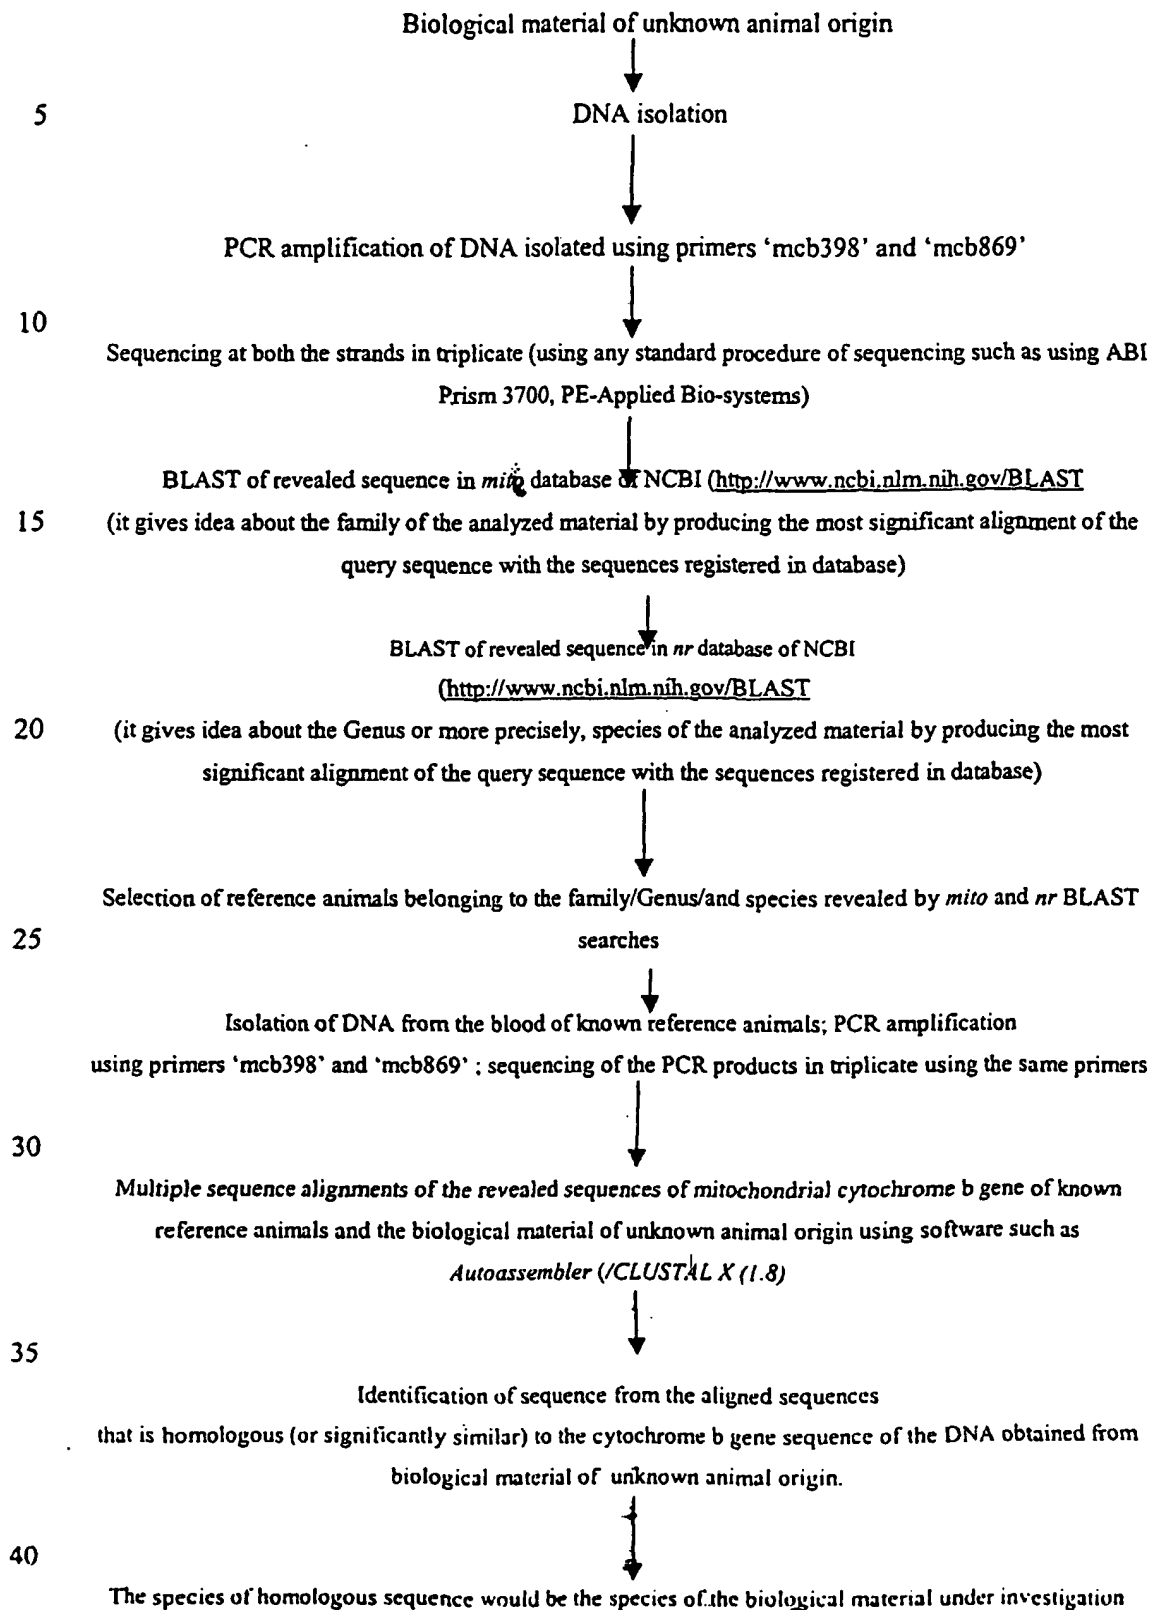 Biological material of unknown animal origin
5 DNA isolation
PCR amplification of DNA isolated using primers ‘mcb398’ and ‘mcb869’
10
Sequencing at both the strands in triplicate (using any standard procedure of sequencing such as using ABI
Prism 3700, PE-Applied Bio-systems)
BLAST of revealed sequence in mito database of NCBI (http://www.ncbi.nlm.nih.gov/BLAST
15 (it gives idea about the family of the analyzed material by producing the most significant alignment of the
query sequence with the sequences registered in database)
BLAST of revealed sequence in nr database of NCBI
(http://www.ncbi.nlm.nih.gov/BLAST
20 (it gives idea about the Genus or more precisely, species of the analyzed material by producing the most
significant alignment of the query sequence with the sequences registered in database)
Selection of reference animals belonging to the family/Genus/and species revealed by mito and nr BLAST
25 searches
Isolation of DNA from the blood of known reference animals; PCR amplification
using primers ‘mcb398’ and ‘mcb869’ ; sequencing of the PCR products in triplicate using the same primers
30
Multiple sequence alignments of the revealed sequences of mitochondrial cytochrome b gene of known
reference animals and the biological material of unknown animal origin using software such as
Autoassembler (/CLUSTAL X (1.8)
35
Identification of sequence from the aligned sequences
that is homologous (or significantly similar) to the cytochrome b gene sequence of the DNA obtained from
biological material of unknown animal origin.
40
The species of homologous sequence would be the species of the biological material under investigation